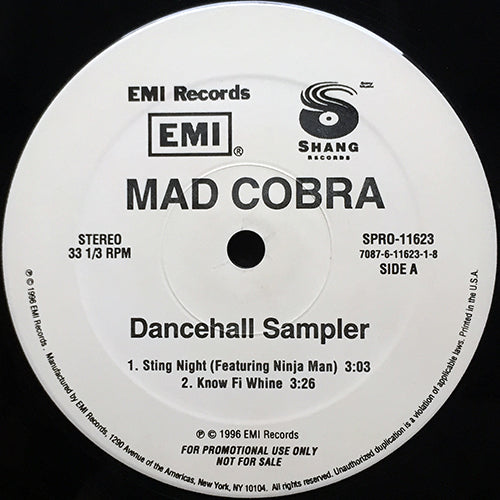 EMI Records
EMI®
SHANG
RECORDS
MAD COBRA
STEREO
33 1/3 RPM
SPRO-11623
7087-6-11623-1-8
SIDE A
Dancehall Sampler
1. Sting Night (Featuring Ninja Man) 3:03
2. Know Fi Whine 3:26
℗ © 1996 EMI Records
FOR PROMOTIONAL USE ONLY
NOT FOR SALE
℗ © 1996 EMI Records . Manufactured by EMI Records, 1290 Avenue of the Americas, New York, NY 10104. All rights reserved. Unauthorized duplication is a violation of applicable laws. Printed in the U.S.A.